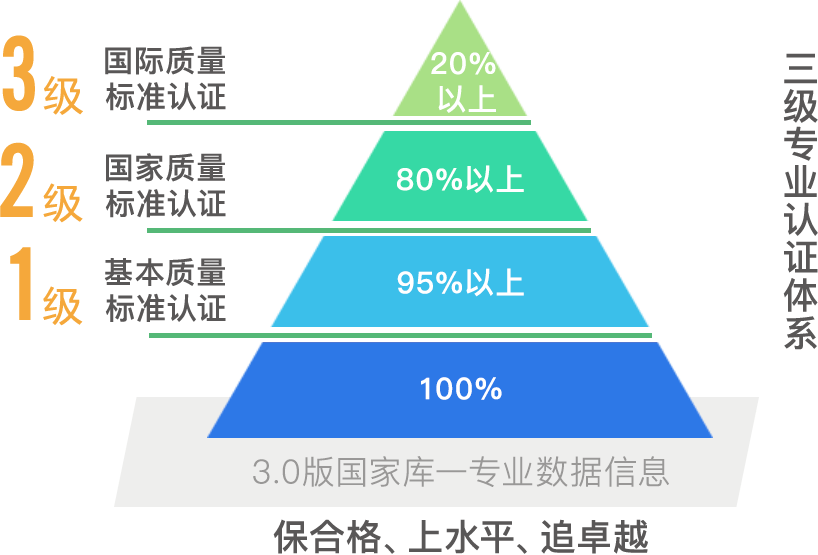 3级
国际质量
标准认证
20%
以上
2级
国家质量
标准认证
80%以上
1级
基本质量
标准认证
95%以上
100%
3.0版国家库一专业数据信息
保合格、上水平、追卓越
三级专业认证体系